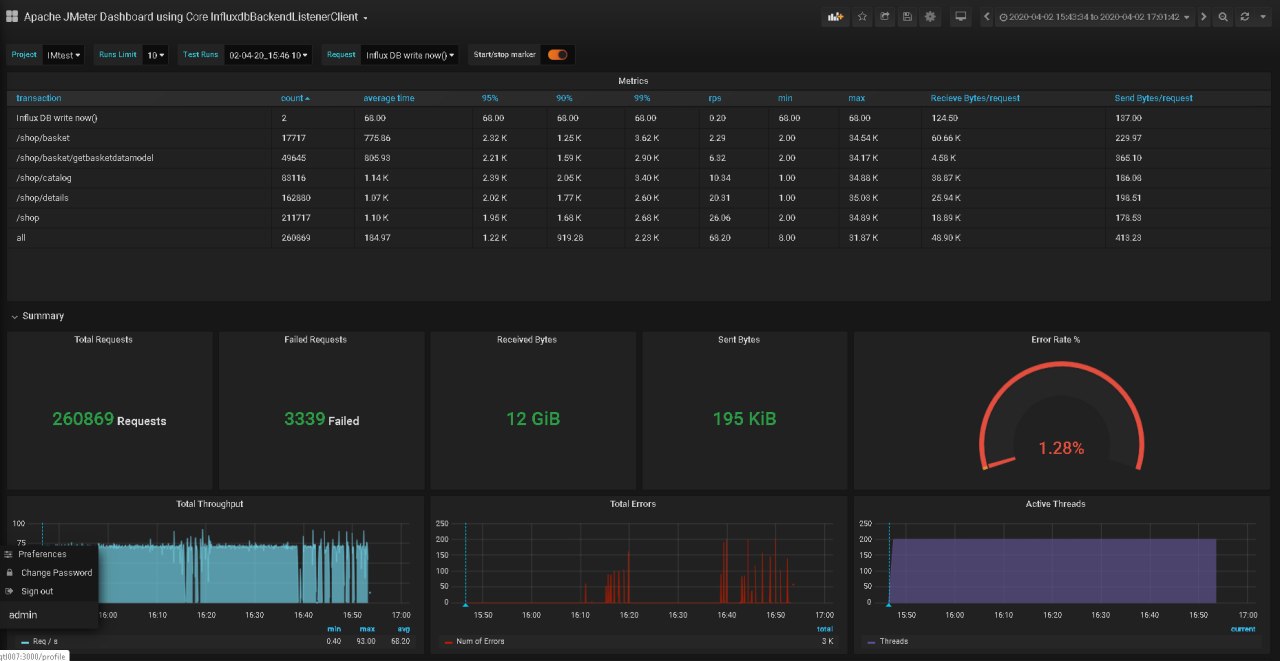 Apache JMeter Dashboard using Core InfluxdbBackendListenerClient
2020-04-02 15:43:34 to 2020-04-02 17:01:42
Project IMtest Runs Limit 10 Test Runs 02-04-20_15:46 10 Request Influx DB write now() Start/stop marker
Metrics
transaction count average time 95% 90% 99% rps min max Recieve Bytes/request Send Bytes/request
Influx DB write now() 2 68.00 68.00 68.00 68.00 0.20 68.00 68.00 124.50 137.00
/shop/basket 17717 775.86 2.32 K 1.25 K 3.62 K 2.29 2.00 34.54 K 60.66 K 229.97
/shop/basket/getbasketdatamodel 49645 805.93 2.21 K 1.59 K 2.90 K 6.32 2.00 34.17 K 4.58 K 365.10
/shop/catalog 83116 1.14 K 2.39 K 2.05 K 3.40 K 10.34 1.00 34.88 K 38.87 K 186.08
/shop/details 162880 1.07 K 2.02 K 1.77 K 2.60 K 20.31 1.00 35.03 K 25.94 K 198.51
/shop 211717 1.10 K 1.95 K 1.68 K 2.68 K 26.06 2.00 34.89 K 18.89 K 178.53
all 260869 184.97 1.22 K 919.28 2.23 K 68.20 8.00 31.87 K 48.90 K 413.23
Summary
Total Requests Failed Requests Received Bytes Sent Bytes Error Rate %
260869 Requests 3339 Failed 12 GiB 195 KiB 1.28%
Total Throughput
100
75
16:00 16:10 16:20 16:30 16:40 16:50 17:00
min max avg
Req / s 0.40 93.00 68.20
Preferences
Change Password
Sign out
admin
Total Errors
250
200
150
100
50
0
15:50 16:00 16:10 16:20 16:30 16:40 16:50 17:00
total
Num of Errors 3 K
Active Threads
250
200
150
100
50
0
15:50 16:00 16:10 16:20 16:30 16:40 16:50 17:00
current
Threads
qtl007:3000/profile